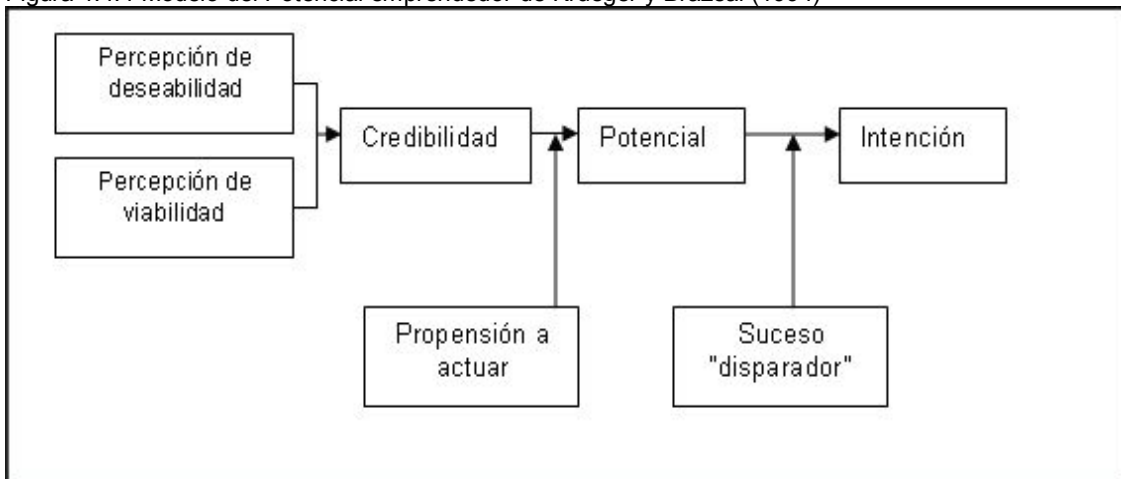 Percepción de
deseabilidad
Percepción de
viabilidad
Credibilidad
Potencial
Intención
Propensión a
actuar
Suceso
"disparador"